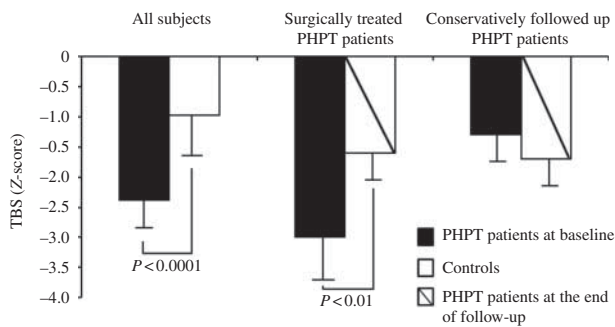 All subjects
Surgically treated
PHPT patients
Conservatively followed up
PHPT patients
0
–0.5
–1.0
–1.5
–2.0
–2.5
–3.0
–3.5
–4.0
TBS (Z-score)
P<0.0001
P<0.01
PHPT patients at baseline
Controls
PHPT patients at the end
of follow-up